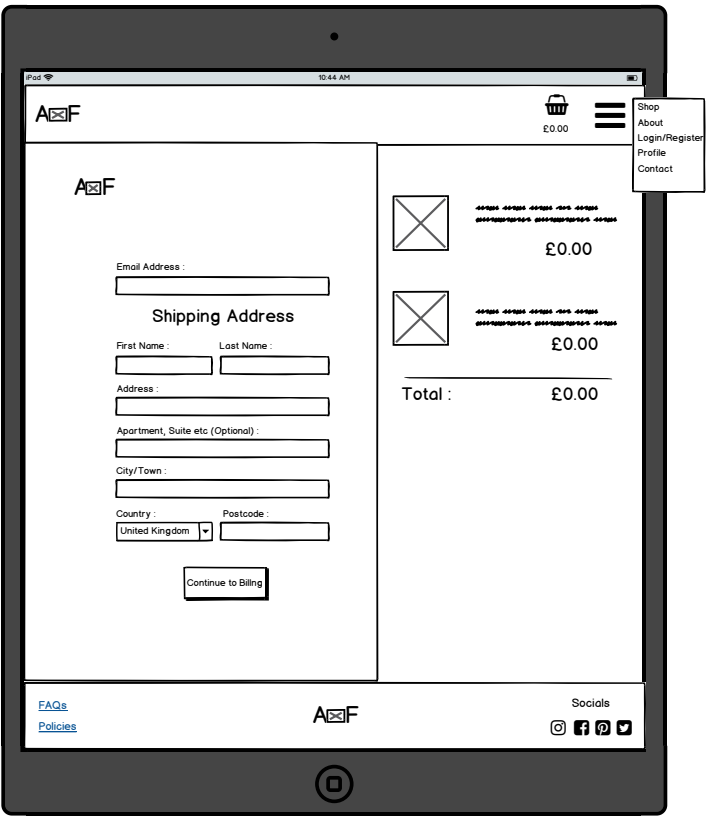 iPad
10:44 AM
A F
£0.00
Shop
About
Login/Register
Profile
Contact
A F
Email Address :
Shipping Address
First Name : Last Name :
Address :
Apartment, Suite etc (Optional) :
City/Town :
Country : Postcode :
United Kingdom
Continue to Billng
£0.00
£0.00
Total : £0.00
FAQs
Policies
A F
Socials